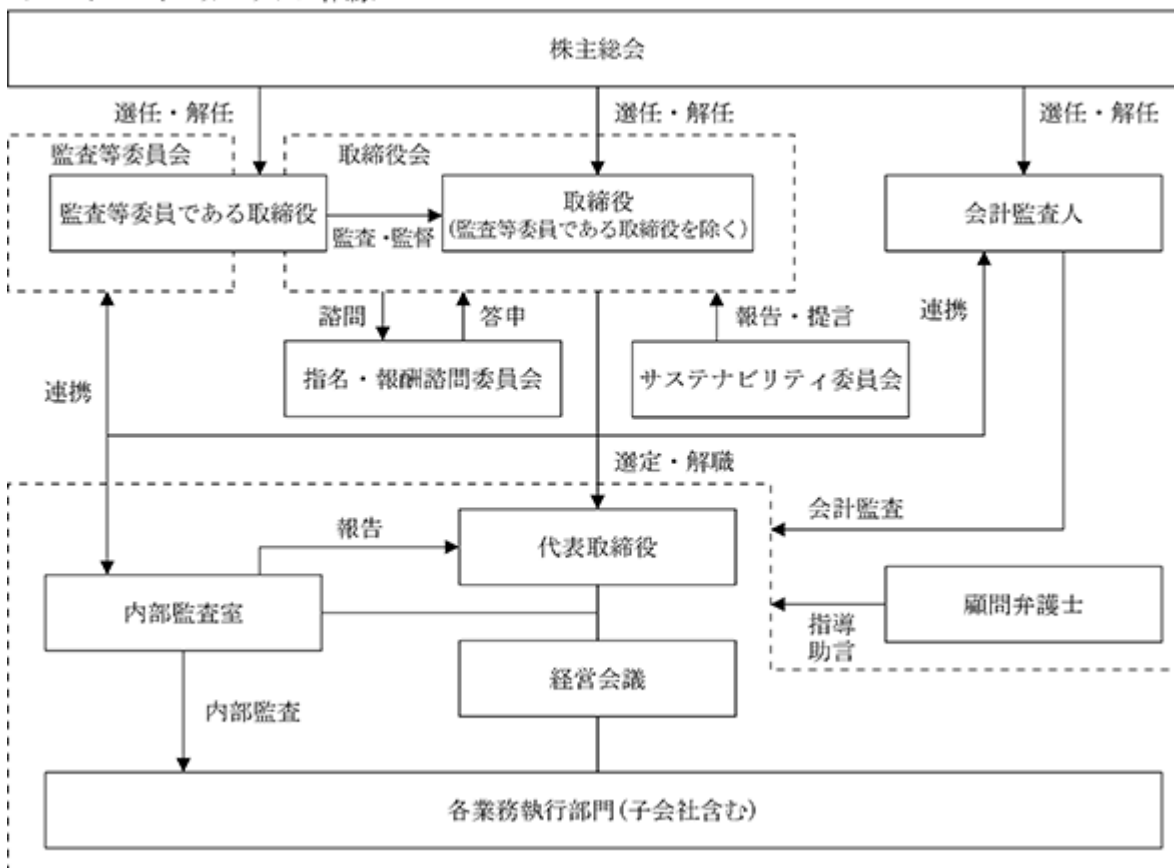 株主総会
選任・解任
選任・解任
選任・解任
監査等委員会
取締役会
監査等委員である取締役
監査・監督
取締役
(監査等委員である取締役を除く)
会計監査人
諮問
答申
報告・提言
連携
指名・報酬諮問委員会
サステナビリティ委員会
連携
選定・解職
報告
代表取締役
会計監査
内部監査室
顧問弁護士
指導
助言
経営会議
内部監査
各業務執行部門(子会社含む)